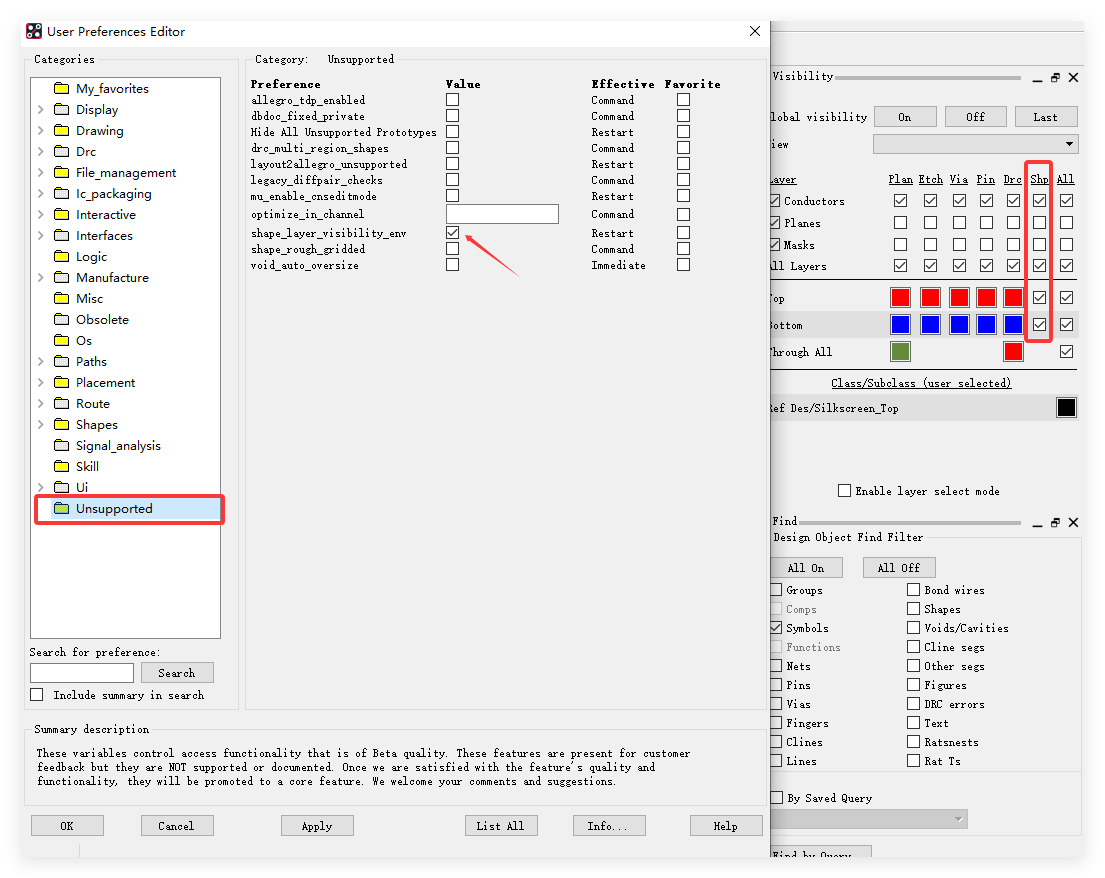 User Preferences Editor
Categories
My_favorites
Display
Drawing
Drc
File_management
Ic_packaging
Interactive
Interfaces
Logic
Manufacture
Misc
Obsolete
Os
Paths
Placement
Route
Shapes
Signal_analysis
Skill
Ui
Unsupported
Search for preference:
Search
Include summary in search
Category: Unsupported
Preference Value Effective Favorite
allegro_tdp_enabled Command
dbdoc_fixed_private Command
Hide All Unsupported Prototypes Restart
drc_multi_region_shapes Command
layout2allegro_unsupported Restart
legacy_diffpair_checks Command
mu_enable_cnseditmode Restart
optimize_in_channel Command
shape_layer_visibility_env Restart
shape_rough_gridded Command
void_auto_oversize Immediate
Summary description
These variables control access functionality that is of Beta quality. These features are present for customer
feedback but they are NOT supported or documented. Once we are satisfied with the feature's quality and
functionality, they will be promoted to a core feature. We welcome your comments and suggestions.
OK Cancel Apply List All Info... Help
Visibility
lobal visibility On Off Last
iew
Layer Plan Etch Via Pin Drc Shp All
Conductors
Planes
Masks
All Layers
Top
Bottom
Through All
Class/Subclass (user selected)
Ref Des/Silkscreen_Top
Enable layer select mode
Find
Design Object Find Filter
All On All Off
Groups Bond wires
Comps Shapes
Symbols Voids/Cavities
Functions Cline segs
Nets Other segs
Pins Figures
Vias DRC errors
Fingers Text
Clines Ratsnests
Lines Rat Ts
By Saved Query
Find by Query